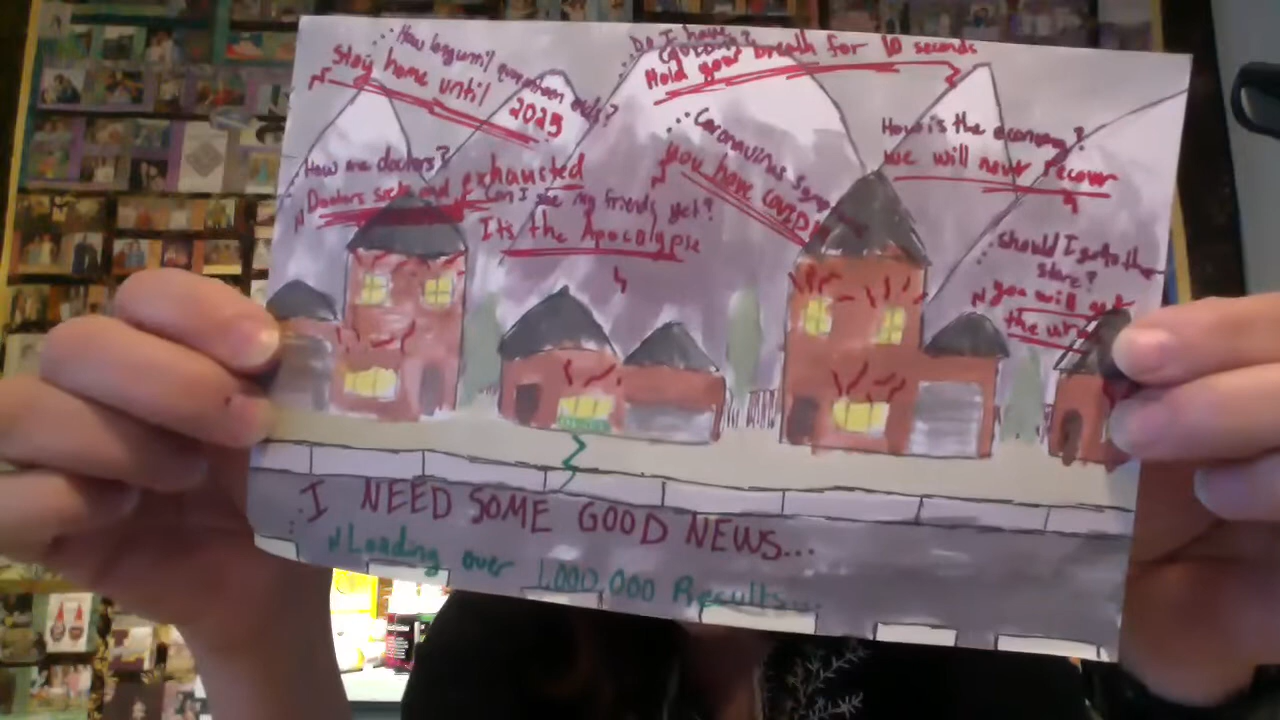 How long until quarantine ends?
Stay home until
2025
Do I have
COVID?
Hold your breath for 10 seconds
Coronavirus
you have COVID
How is the economy?
we will never recover
How are doctors?
Doctors sick and exhausted
Can I see my friends yet?
It's the Apocalypse
should I go to the
store?
you will get
the
I NEED SOME GOOD NEWS...
Loading over 1,000,000 Results...